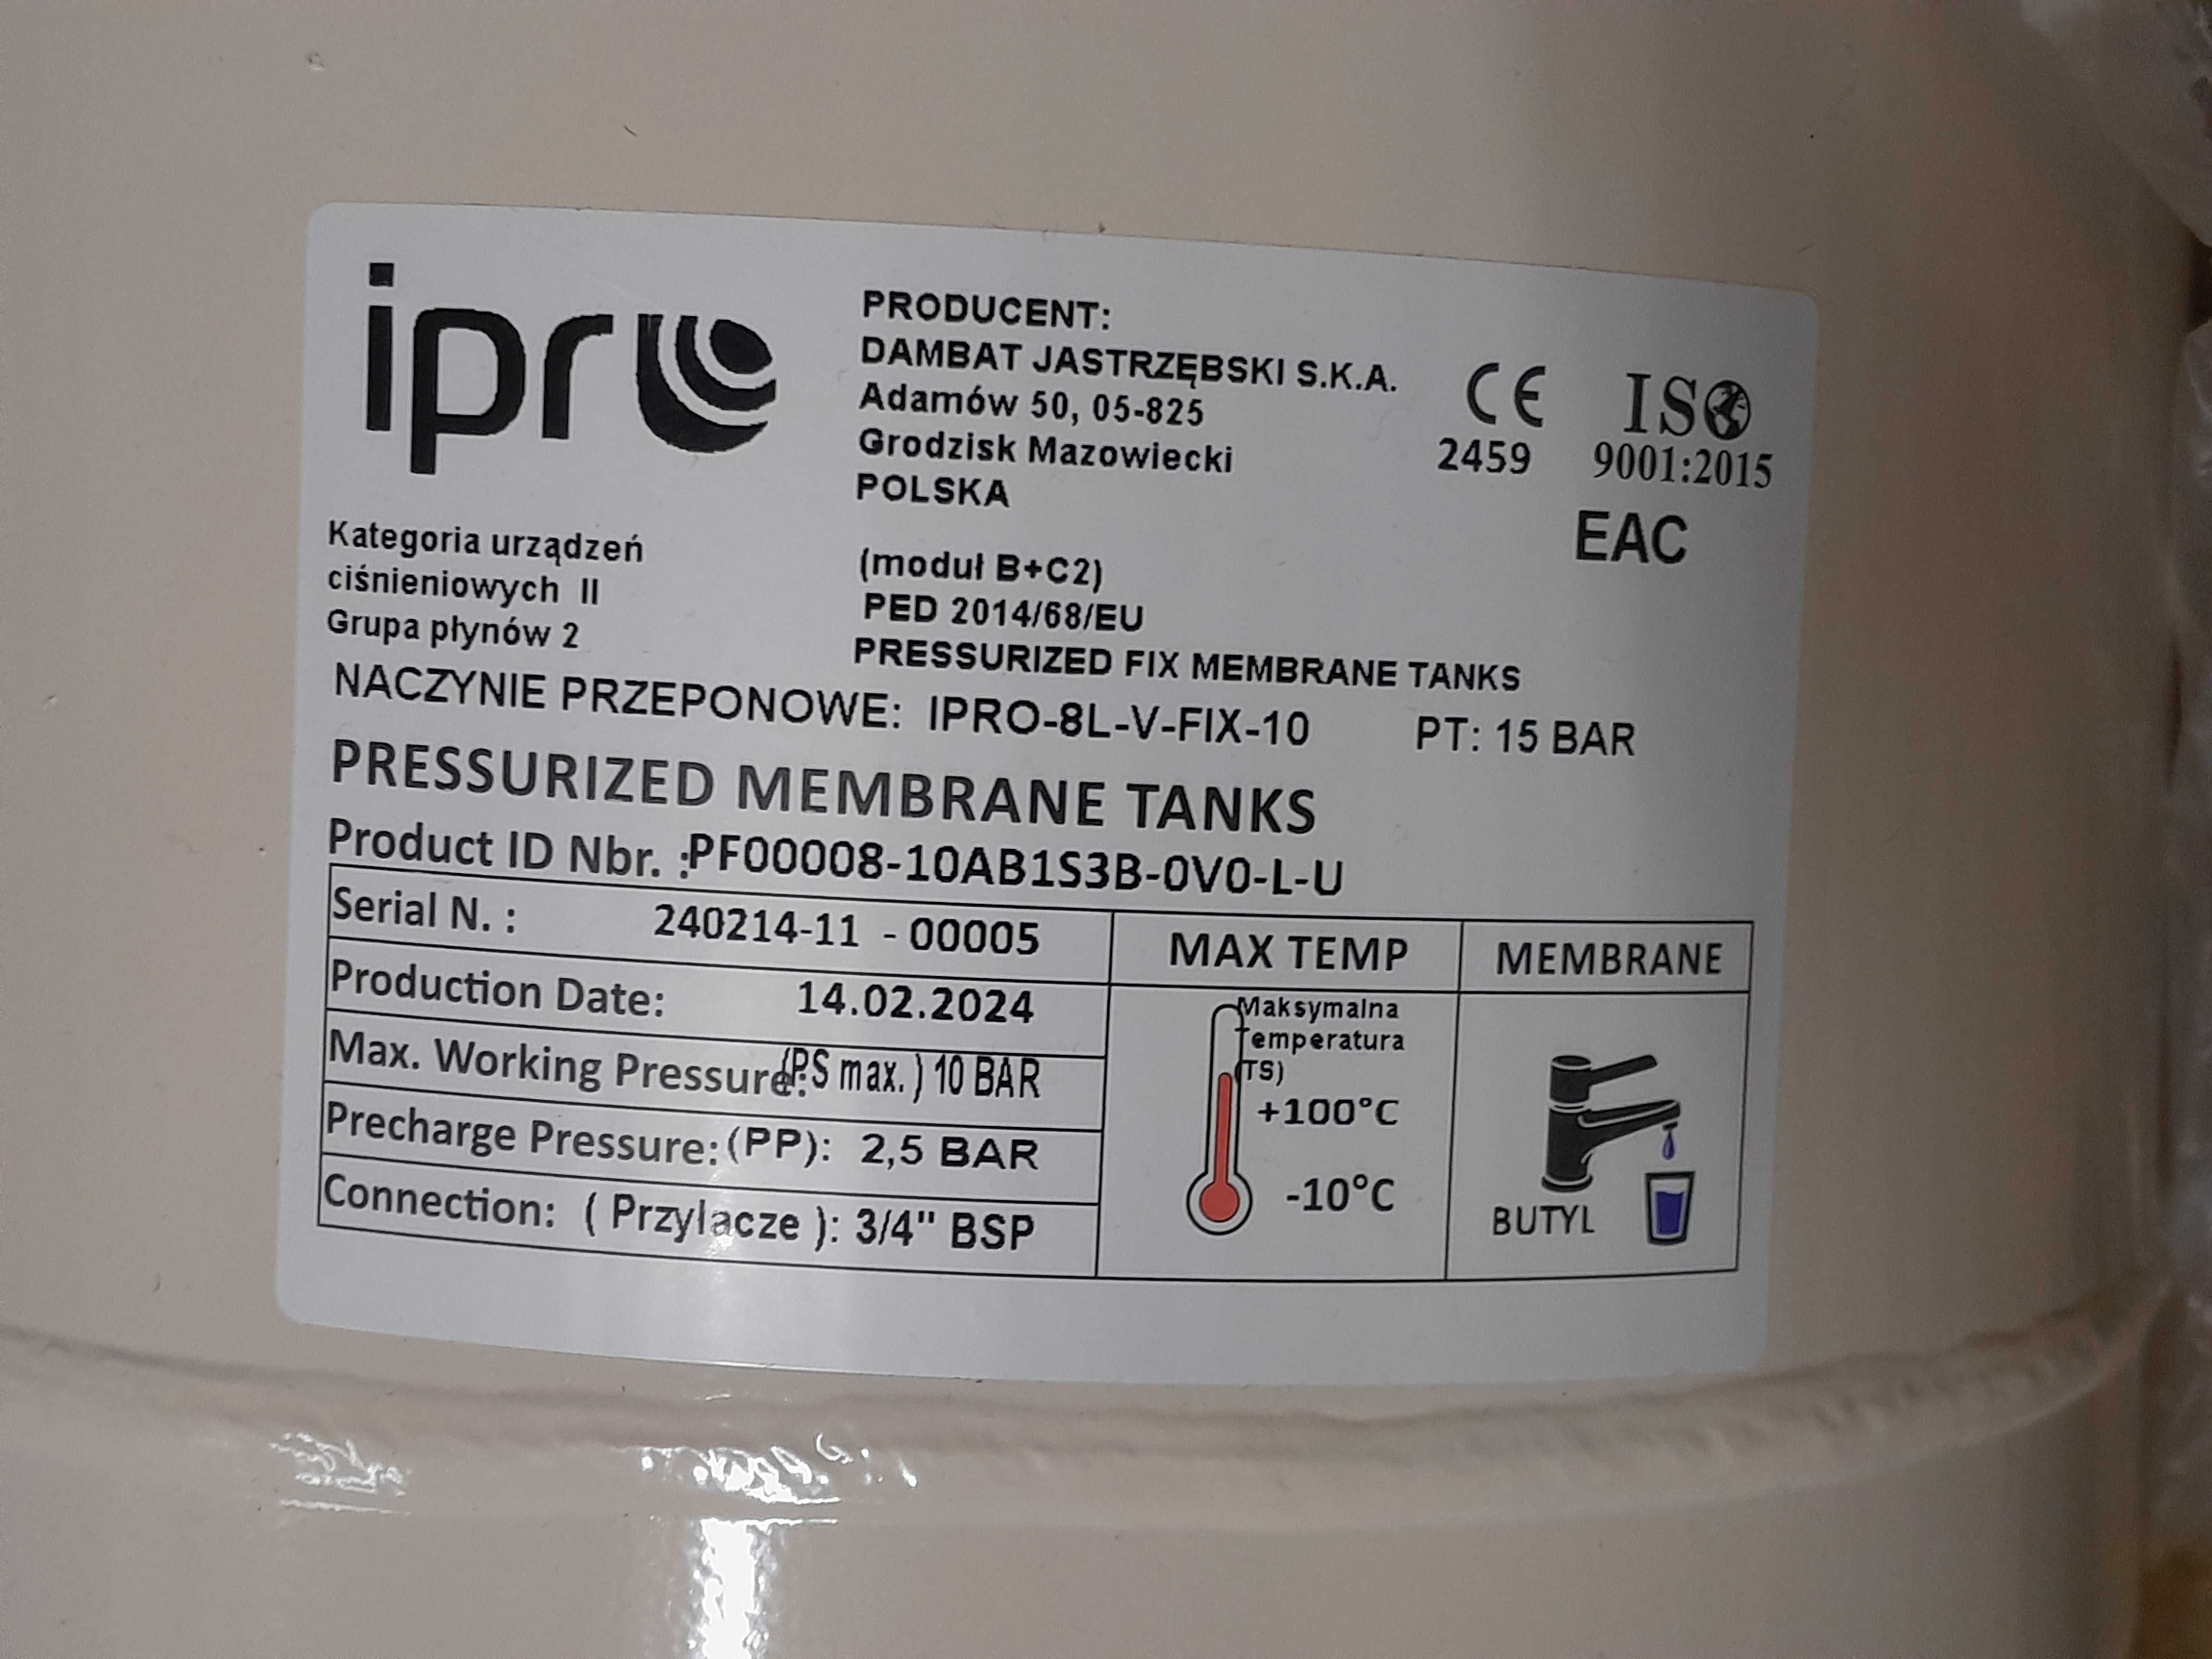 ipro
PRODUCENT:
DAMBAT JASTRZĘBSKI S.K.A.
Adamów 50, 05-825
Grodzisk Mazowiecki
POLSKA
CE
2459
ISO
9001:2015
EAC
Kategoria urządzeń
ciśnieniowych II
Grupa płynów 2
(moduł B+C2)
PED 2014/68/EU
PRESSURIZED FIX MEMBRANE TANKS
NACZYNIE PRZEPONOWE: IPRO-8L-V-FIX-10 PT: 15 BAR
PRESSURIZED MEMBRANE TANKS
Product ID Nbr. :PF00008-10AB1S3B-0V0-L-U
Serial N. : 240214-11 - 00005
Production Date: 14.02.2024
Max. Working Pressure: (PS max.) 10 BAR
Precharge Pressure: (PP): 2,5 BAR
Connection: ( Przylacze ): 3/4" BSP
MAX TEMP
Maksymalna
Temperatura
(TS)
+100°C
-10°C
MEMBRANE
BUTYL